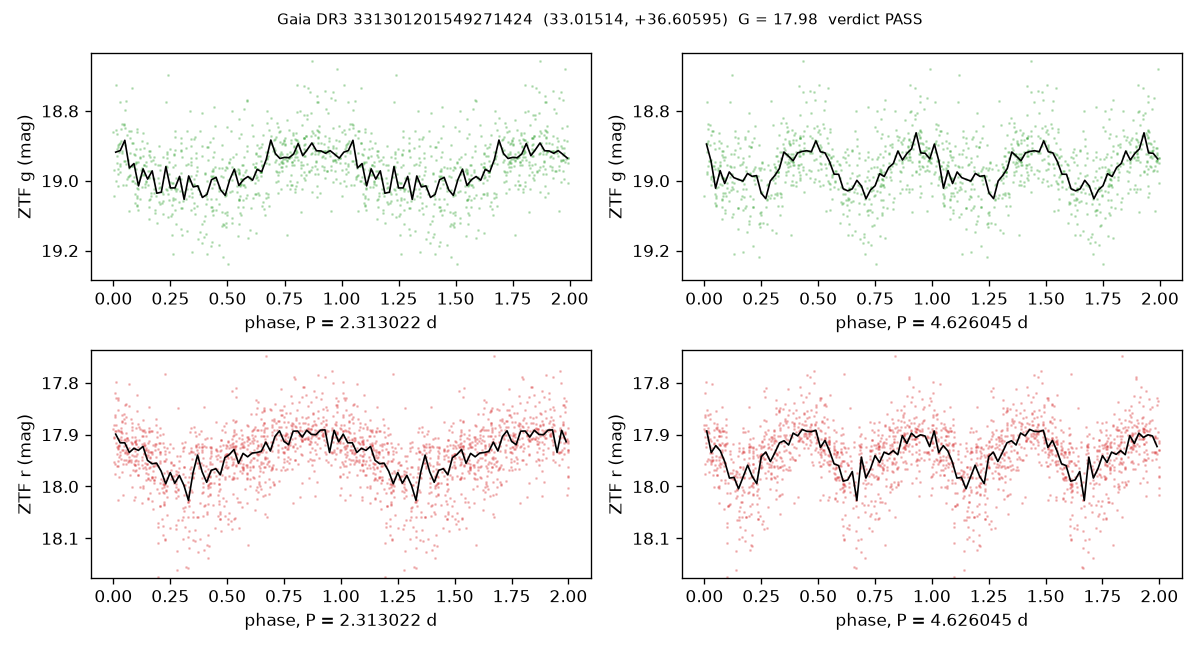 Gaia DR3 331301201549271424  (33.01514, +36.60595)  G = 17.98  verdict PASS
ZTF g (mag)
18.8
19.0
19.2
0.00 0.25 0.50 0.75 1.00 1.25 1.50 1.75 2.00
phase, P = 2.313022 d
ZTF g (mag)
18.8
19.0
19.2
0.00 0.25 0.50 0.75 1.00 1.25 1.50 1.75 2.00
phase, P = 4.626045 d
ZTF r (mag)
17.8
17.9
18.0
18.1
0.00 0.25 0.50 0.75 1.00 1.25 1.50 1.75 2.00
phase, P = 2.313022 d
ZTF r (mag)
17.8
17.9
18.0
18.1
0.00 0.25 0.50 0.75 1.00 1.25 1.50 1.75 2.00
phase, P = 4.626045 d